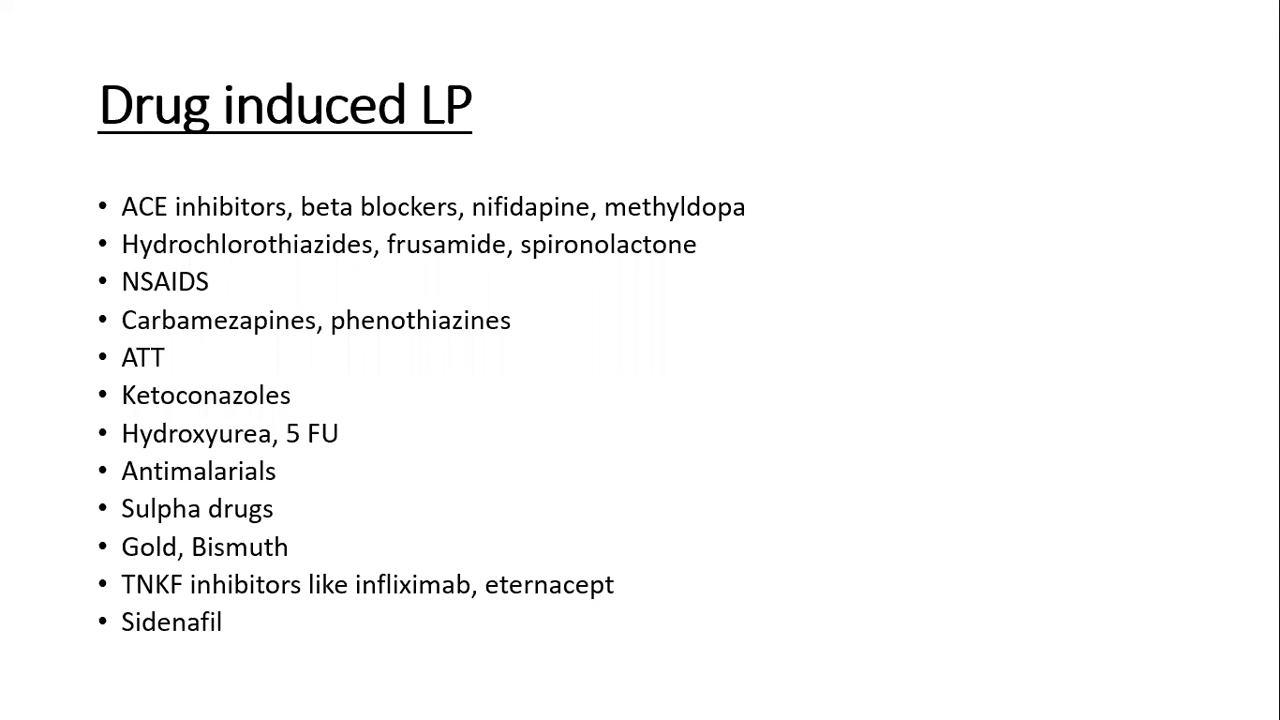 Drug induced LP
• ACE inhibitors, beta blockers, nifidapine, methyldopa
• Hydrochlorothiazides, frusamide, spironolactone
• NSAIDS
• Carbamezapines, phenothiazines
• ATT
• Ketoconazoles
• Hydroxyurea, 5 FU
• Antimalarials
• Sulpha drugs
• Gold, Bismuth
• TNKF inhibitors like infliximab, eternacept
• Sidenafil